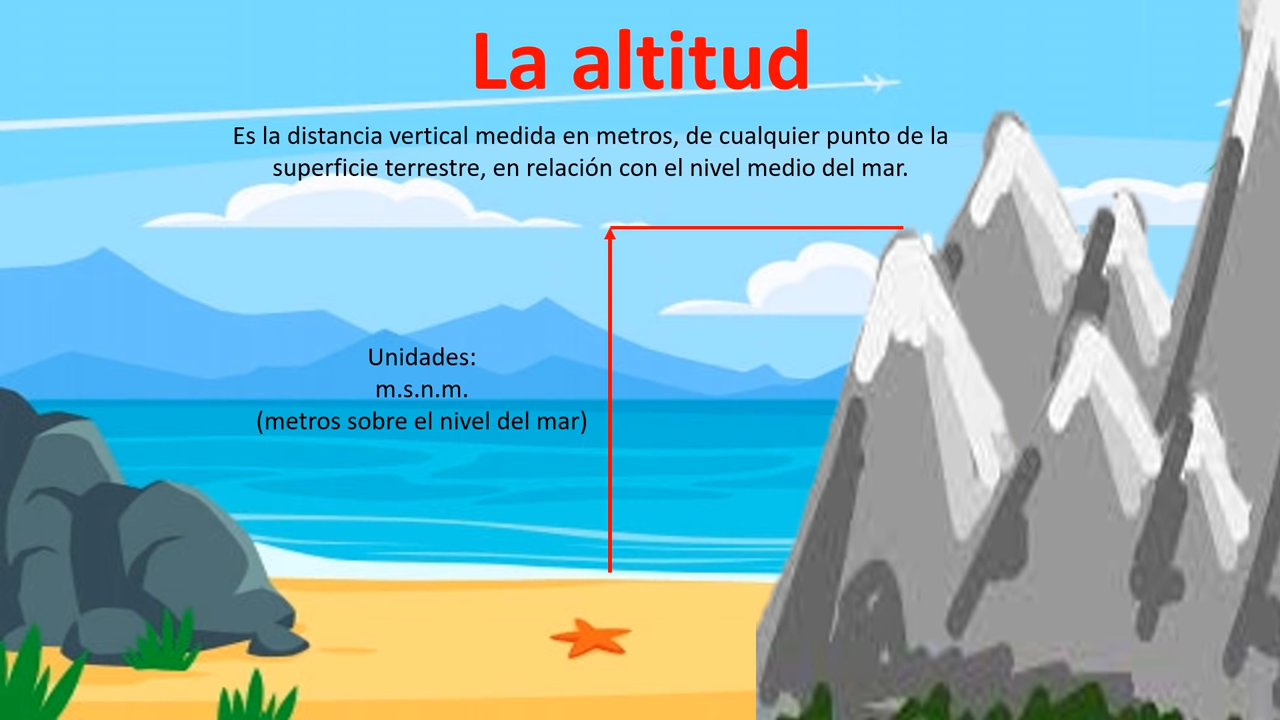 La altitud
Es la distancia vertical medida en metros, de cualquier punto de la
superficie terrestre, en relación con el nivel medio del mar.
Unidades:
m.s.n.m.
(metros sobre el nivel del mar)